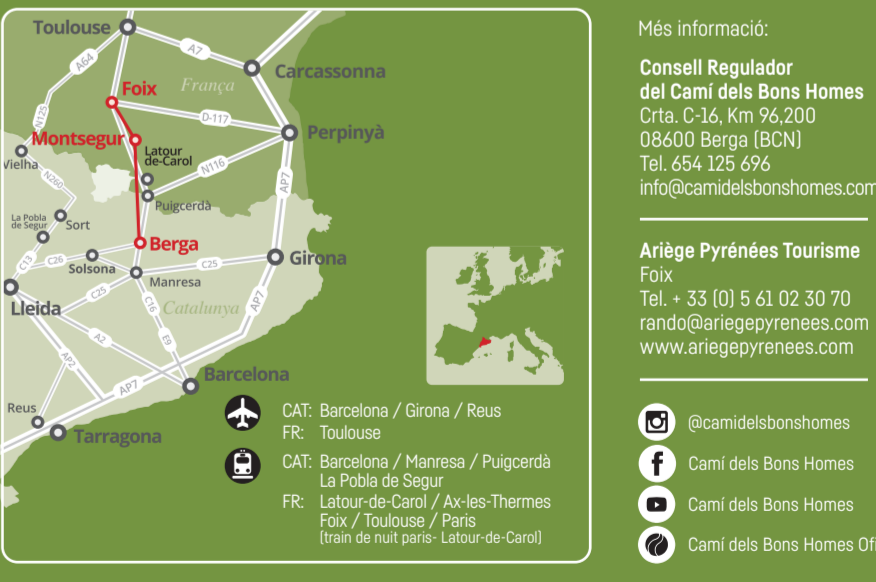 Toulouse
A7
A64
França
Carcassonna
Foix
N125
D-117
Montsegur
Perpinyà
Latour
de-Carol
Vielha
N116
N260
AP7
Puigcerdà
La Pobla
de Segur
Sort
Berga
C13
C26
Solsona
C25
Girona
Manresa
Lleida
C25
C16
Catalunya
AP7
A2
E9
AP2
Barcelona
AP7
Reus
Tarragona
CAT: Barcelona / Girona / Reus
FR: Toulouse
CAT: Barcelona / Manresa / Puigcerdà
La Pobla de Segur
FR: Latour-de-Carol / Ax-les-Thermes
Foix / Toulouse / Paris
(train de nuit paris- Latour-de-Carol)
Més informació:
Consell Regulador
del Camí dels Bons Homes
Crta. C-16, Km 96,200
08600 Berga (BCN)
Tel. 654 125 696
info@camidelsbonshomes.com
Ariège Pyrénées Tourisme
Foix
Tel. + 33 (0) 5 61 02 30 70
rando@ariegepyrenees.com
www.ariegepyrenees.com
@camidelsbonshomes
Camí dels Bons Homes
Camí dels Bons Homes
Camí dels Bons Homes Ofi